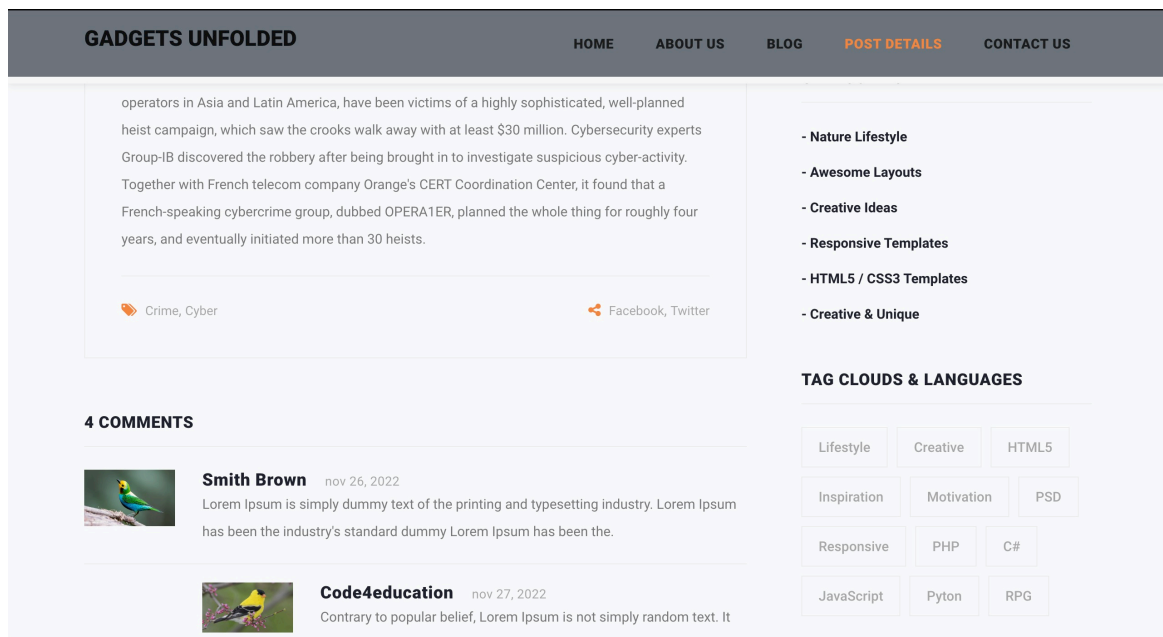 GADGETS UNFOLDED
HOME ABOUT US BLOG POST DETAILS CONTACT US
operators in Asia and Latin America, have been victims of a highly sophisticated, well-planned
heist campaign, which saw the crooks walk away with at least $30 million. Cybersecurity experts
Group-IB discovered the robbery after being brought in to investigate suspicious cyber-activity.
Together with French telecom company Orange's CERT Coordination Center, it found that a
French-speaking cybercrime group, dubbed OPERA1ER, planned the whole thing for roughly four
years, and eventually initiated more than 30 heists.
Crime, Cyber
Facebook, Twitter
4 COMMENTS
Smith Brown nov 26, 2022
Lorem Ipsum is simply dummy text of the printing and typesetting industry. Lorem Ipsum
has been the industry's standard dummy Lorem Ipsum has been the.
Code4education nov 27, 2022
Contrary to popular belief, Lorem Ipsum is not simply random text. It
- Nature Lifestyle
- Awesome Layouts
- Creative Ideas
- Responsive Templates
- HTML5 / CSS3 Templates
- Creative & Unique
TAG CLOUDS & LANGUAGES
Lifestyle Creative HTML5
Inspiration Motivation PSD
Responsive PHP C#
JavaScript Pyton RPG